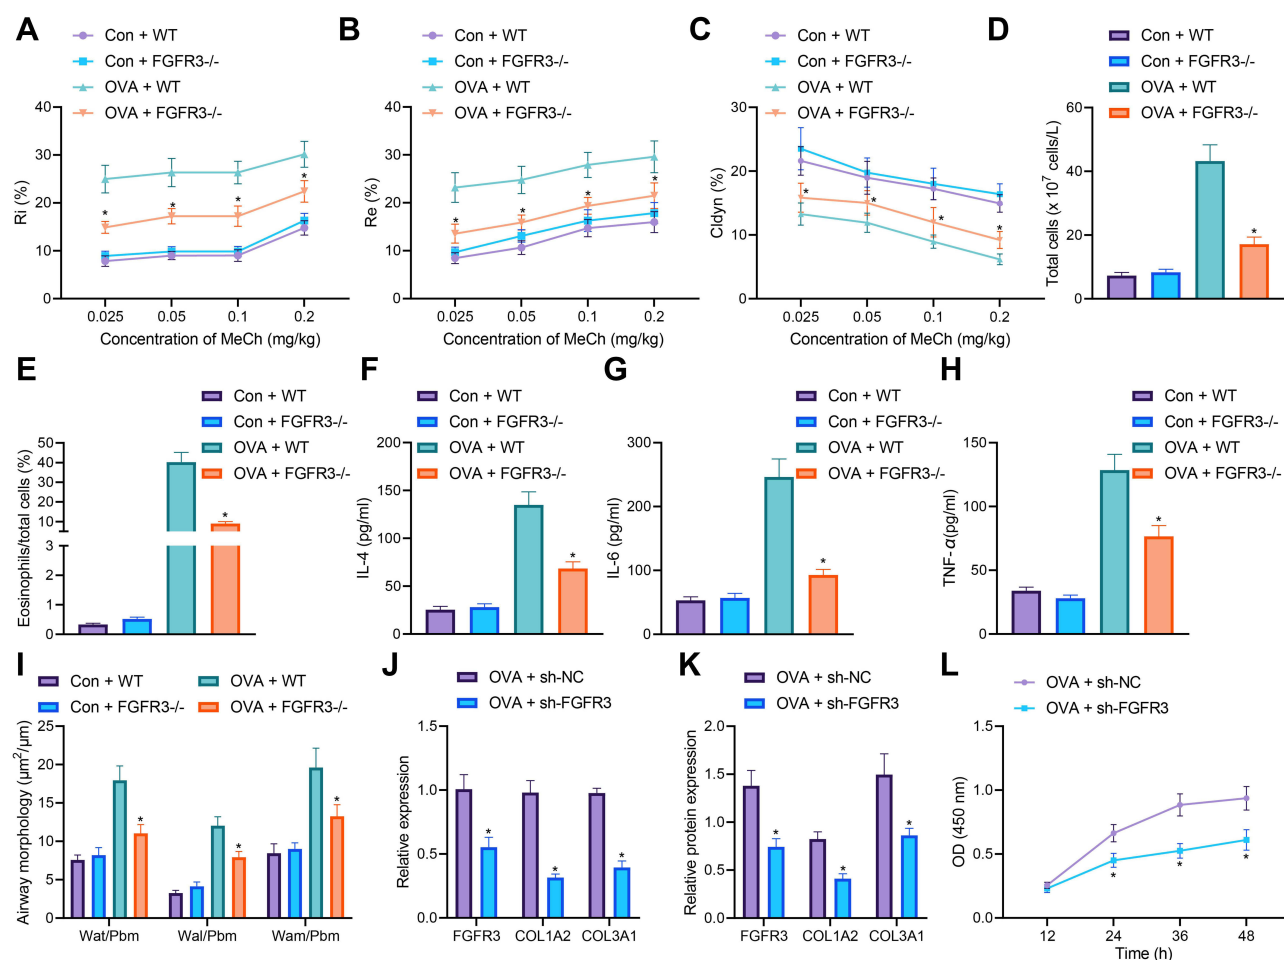 A
Con + WT
Con + FGFR3-/-
OVA + WT
OVA + FGFR3-/-
Ri (%)
40
30
20
10
0
* * * *
0.025 0.05 0.1 0.2
Concentration of MeCh (mg/kg)
B
Con + WT
Con + FGFR3-/-
OVA + WT
OVA + FGFR3-/-
Re (%)
40
30
20
10
0
* * * *
0.025 0.05 0.1 0.2
Concentration of MeCh (mg/kg)
C
Con + WT
Con + FGFR3-/-
OVA + WT
OVA + FGFR3-/-
Cldyn (%)
30
20
10
0
* * * *
0.025 0.05 0.1 0.2
Concentration of MeCh (mg/kg)
D
Con + WT
Con + FGFR3-/-
OVA + WT
OVA + FGFR3-/-
Total cells (x 10⁷ cells/L)
60
40
20
0
*
E
Con + WT
Con + FGFR3-/-
OVA + WT
OVA + FGFR3-/-
Eosinophils/total cells (%)
50
40
30
20
10
3
2
1
0
*
F
Con + WT
Con + FGFR3-/-
OVA + WT
OVA + FGFR3-/-
IL-4 (pg/ml)
200
150
100
50
0
*
G
Con + WT
Con + FGFR3-/-
OVA + WT
OVA + FGFR3-/-
IL-6 (pg/ml)
300
200
100
0
*
H
Con + WT
Con + FGFR3-/-
OVA + WT
OVA + FGFR3-/-
TNF-α(pg/ml)
150
100
50
0
*
I
Con + WT
OVA + WT
Con + FGFR3-/-
OVA + FGFR3-/-
Airway morphology (μm²/μm)
25
20
15
10
5
0
* * *
Wat/Pbm Wal/Pbm Wam/Pbm
J
OVA + sh-NC
OVA + sh-FGFR3
Relative expression
1.5
1.0
0.5
0.0
* * *
FGFR3 COL1A2 COL3A1
K
OVA + sh-NC
OVA + sh-FGFR3
Relative protein expression
2.0
1.5
1.0
0.5
0.0
* * *
FGFR3 COL1A2 COL3A1
L
OVA + sh-NC
OVA + sh-FGFR3
OD (450 nm)
1.5
1.0
0.5
0.0
* * *
12 24 36 48
Time (h)